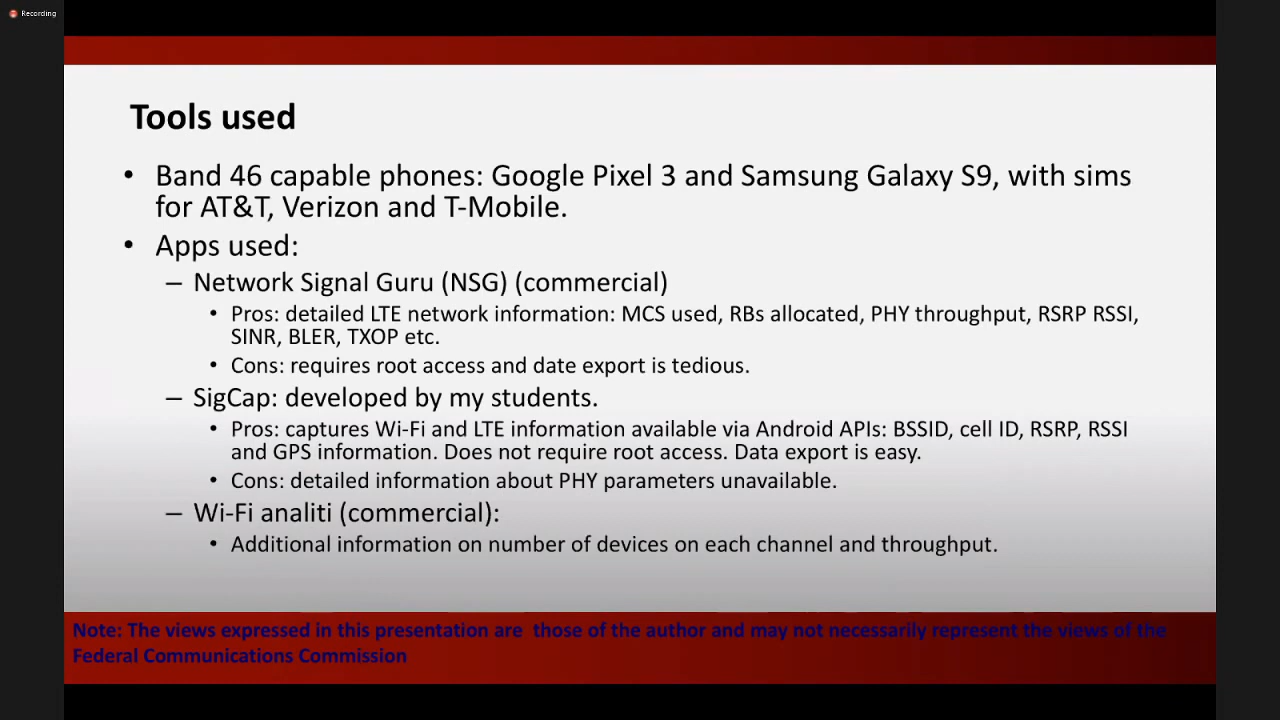 Recording
Tools used
• Band 46 capable phones: Google Pixel 3 and Samsung Galaxy S9, with sims
for AT&T, Verizon and T-Mobile.
• Apps used:
– Network Signal Guru (NSG) (commercial)
• Pros: detailed LTE network information: MCS used, RBs allocated, PHY throughput, RSRP RSSI,
SINR, BLER, TXOP etc.
• Cons: requires root access and date export is tedious.
– SigCap: developed by my students.
• Pros: captures Wi-Fi and LTE information available via Android APIs: BSSID, cell ID, RSRP, RSSI
and GPS information. Does not require root access. Data export is easy.
• Cons: detailed information about PHY parameters unavailable.
– Wi-Fi analiti (commercial):
• Additional information on number of devices on each channel and throughput.
Note: The views expressed in this presentation are  those of the author and may not necessarily represent the views of the
Federal Communications Commission